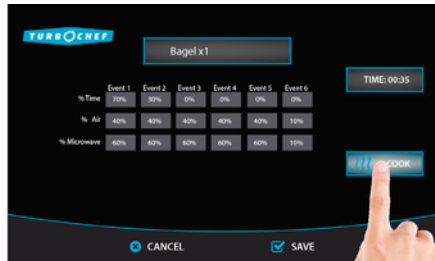 TURBOCHEF
Bagel x1
TIME: 00:35
Event 1 Event 2 Event 3 Event 4 Event 5 Event 6
% Time 70% 30% 0% 0% 0% 0%
% Air 40% 40% 40% 40% 40% 10%
% Microwave 60% 60% 60% 60% 60% 10%
COOK
CANCEL SAVE